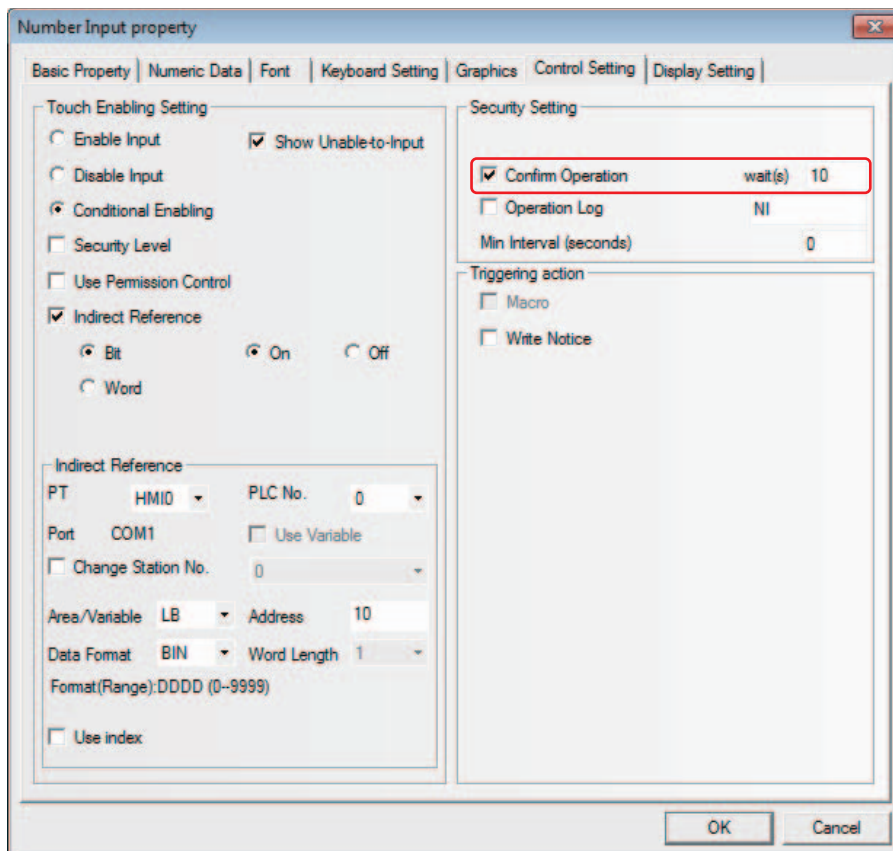 Number Input property
Basic Property Numeric Data Font Keyboard Setting Graphics Control Setting Display Setting
Touch Enabling Setting
Enable Input Show Unable-to-Input
Disable Input
Conditional Enabling
Security Level
Use Permission Control
Indirect Reference
Bit On Off
Word
Indirect Reference
PT HMI0 PLC No. 0
Port COM1 Use Variable
Change Station No. 0
Area/Variable LB Address 10
Data Format BIN Word Length 1
Format(Range):DDDD (0~9999)
Use index
Security Setting
Confirm Operation wait(s) 10
Operation Log NI
Min Interval (seconds) 0
Triggering action
Macro
Write Notice
OK Cancel